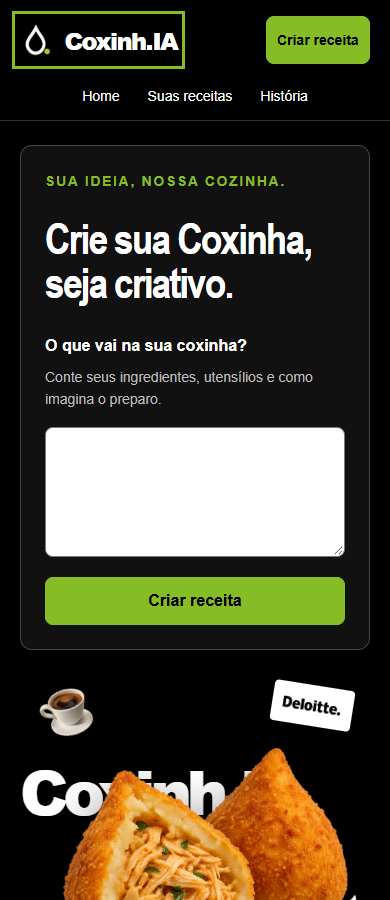 Coxinh.IA
Criar receita
Home
Suas receitas
História
SUA IDEIA, NOSSA COZINHA.
Crie sua Coxinha,
seja criativo.
O que vai na sua coxinha?
Conte seus ingredientes, utensílios e como
imagina o preparo.
Criar receita
Deloitte.